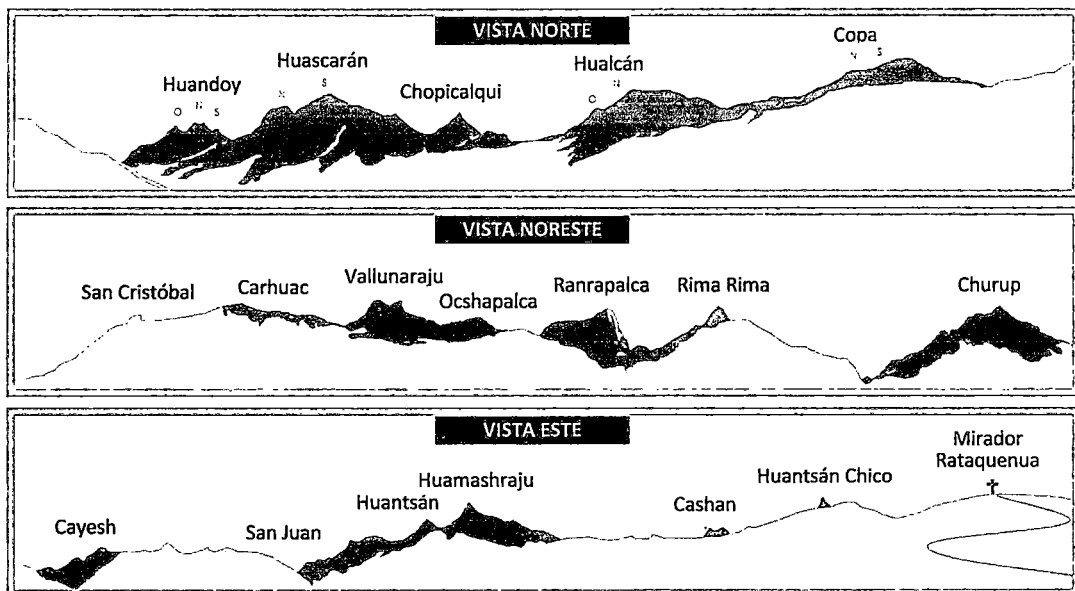 VISTA NORTE
Copa
N S
Huascarán
Hualcán
N S
N
Huandoy
Chopicalqui
O
O N S
VISTA NORESTE
San Cristóbal
Carhuac
Vallunaraju
Ocshapalca
Ranrapalca
Rima Rima
Churup
VISTA ESTE
Mirador
Rataquenua
Huamashraju
Huantsán Chico
Huantsán
Cashan
Cayesh
San Juan